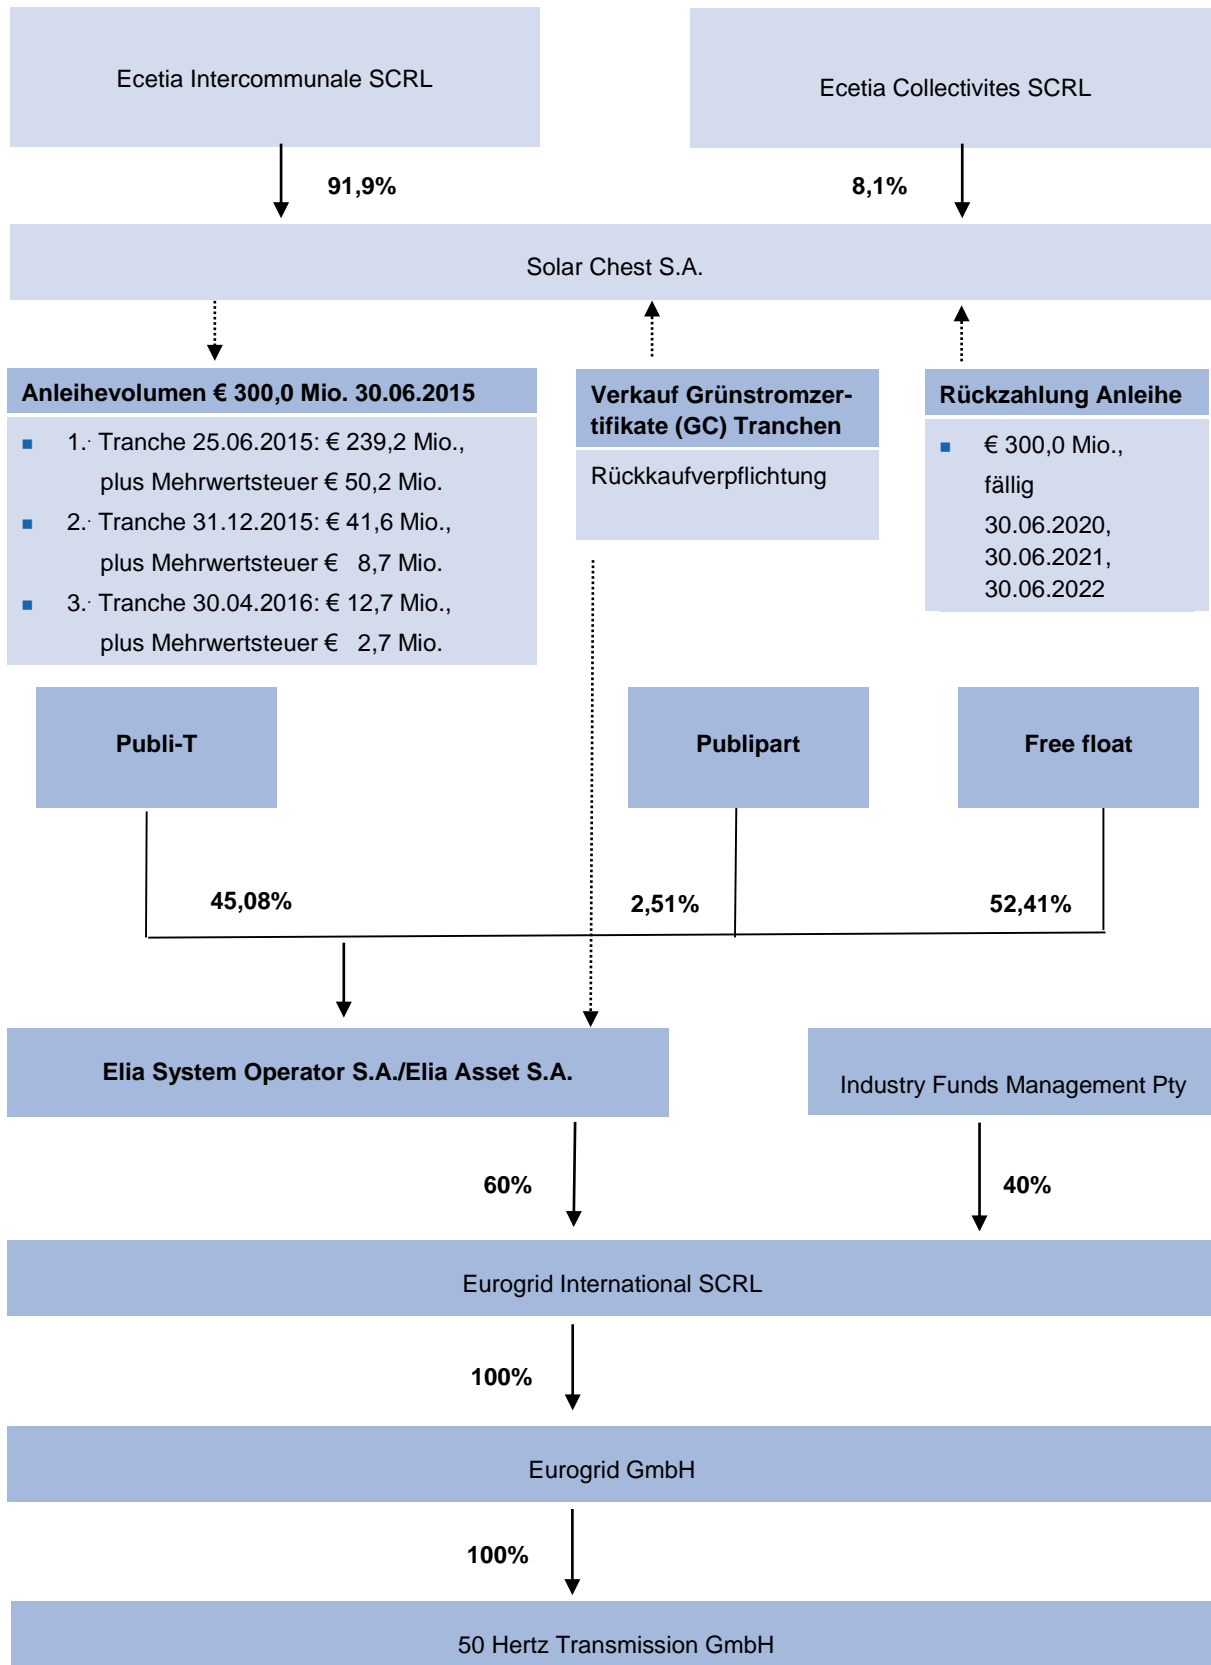 Ecetia Intercommunale SCRL
Ecetia Collectivites SCRL
91,9%
8,1%
Solar Chest S.A.
Anleihevolumen € 300,0 Mio. 30.06.2015
1. Tranche 25.06.2015: € 239,2 Mio.,
plus Mehrwertsteuer € 50,2 Mio.
2. Tranche 31.12.2015: € 41,6 Mio.,
plus Mehrwertsteuer € 8,7 Mio.
3. Tranche 30.04.2016: € 12,7 Mio.,
plus Mehrwertsteuer € 2,7 Mio.
Verkauf Grünstromzer-
tifikate (GC) Tranchen
Rückkaufverpflichtung
Rückzahlung Anleihe
€ 300,0 Mio.,
fällig
30.06.2020,
30.06.2021,
30.06.2022
Publi-T
Publipart
Free float
45,08%
2,51%
52,41%
Elia System Operator S.A./Elia Asset S.A.
Industry Funds Management Pty
60%
40%
Eurogrid International SCRL
100%
Eurogrid GmbH
100%
50 Hertz Transmission GmbH